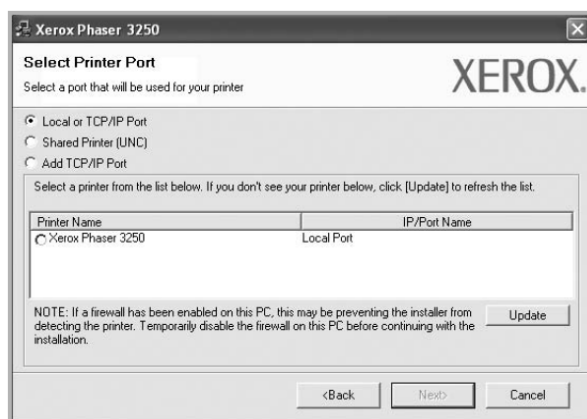 Xerox Phaser 3250
Select Printer Port
Select a port that will be used for your printer
XEROX.
Local or TCP/IP Port
Shared Printer (UNC)
Add TCP/IP Port
Select a printer from the list below. If you don't see your printer below, click [Update] to refresh the list.
Printer Name IP/Port Name
Xerox Phaser 3250 Local Port
NOTE: If a firewall has been enabled on this PC, this may be preventing the installer from
detecting the printer. Temporarily disable the firewall on this PC before continuing with the
installation.
Update
<Back Next> Cancel